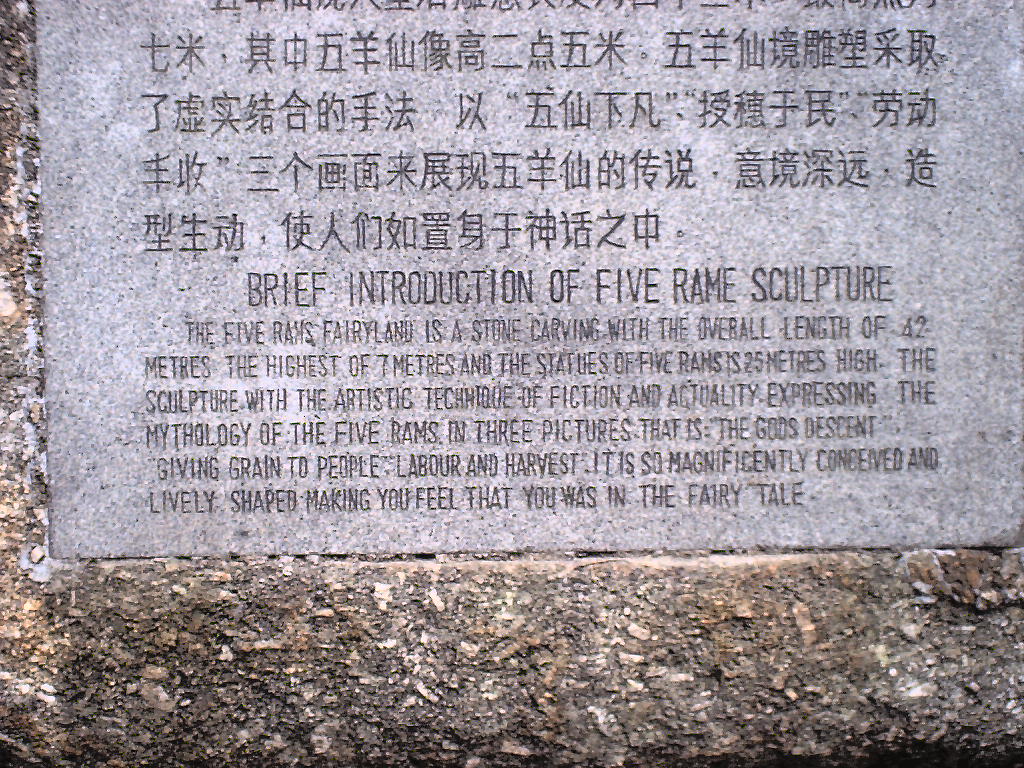 七米，其中五羊仙像高二点五米。五羊仙境雕塑采取
了虚实结合的手法，以“五仙下凡”“授穗于民”“劳动
丰收”三个画面来展现五羊仙的传说，意境深远，造
型生动，使人们如置身于神话之中。
BRIEF INTRODUCTION OF FIVE RAME SCULPTURE
THE FIVE RAMS FAIRYLAND IS A STONE CARVING WITH THE OVERALL LENGTH OF 42
METRES THE HIGHEST OF 7 METRES AND THE STATUES OF FIVE RAMS IS 2.5 METRES HIGH. THE
SCULPTURE WITH THE ARTISTIC TECHNIQUE OF FICTION AND ACTUALITY EXPRESSING THE
MYTHOLOGY OF THE FIVE RAMS IN THREE PICTURES THAT IS: "THE GODS DESCENT".
"GIVING GRAIN TO PEOPLE". "LABOUR AND HARVEST". IT IS SO MAGNIFICENTLY CONCEIVED AND
LIVELY SHAPED MAKING YOU FEEL THAT YOU WAS IN THE FAIRY TALE